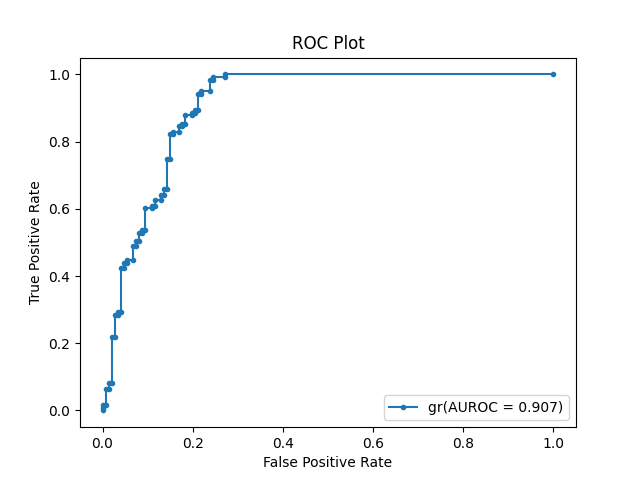 ROC Plot
1.0
0.8
0.6
0.4
0.2
0.0
True Positive Rate
gr(AUROC = 0.907)
0.0 0.2 0.4 0.6 0.8 1.0
False Positive Rate